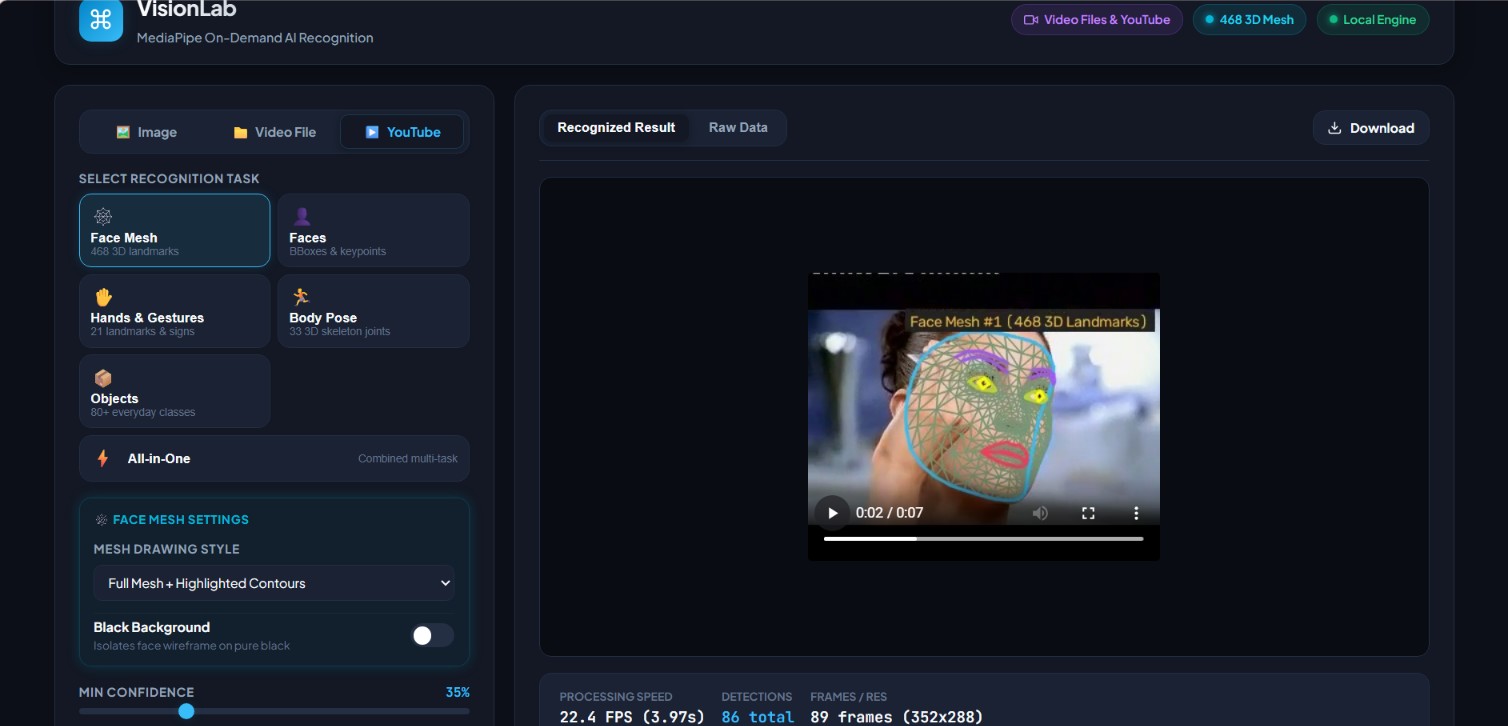 VisionLab
MediaPipe On-Demand AI Recognition
Video Files & YouTube
468 3D Mesh
Local Engine
Image
Video File
YouTube
SELECT RECOGNITION TASK
Face Mesh
468 3D landmarks
Faces
BBoxes & keypoints
Hands & Gestures
21 landmarks & signs
Body Pose
33 3D skeleton joints
Objects
80+ everyday classes
All-in-One
Combined multi-task
FACE MESH SETTINGS
MESH DRAWING STYLE
Full Mesh + Highlighted Contours
Black Background
Isolates face wireframe on pure black
MIN CONFIDENCE
35%
Recognized Result
Raw Data
Download
Face Mesh #1 (468 3D Landmarks)
0:02 / 0:07
PROCESSING SPEED
22.4 FPS (3.97s)
DETECTIONS
86 total
FRAMES / RES
89 frames (352x288)